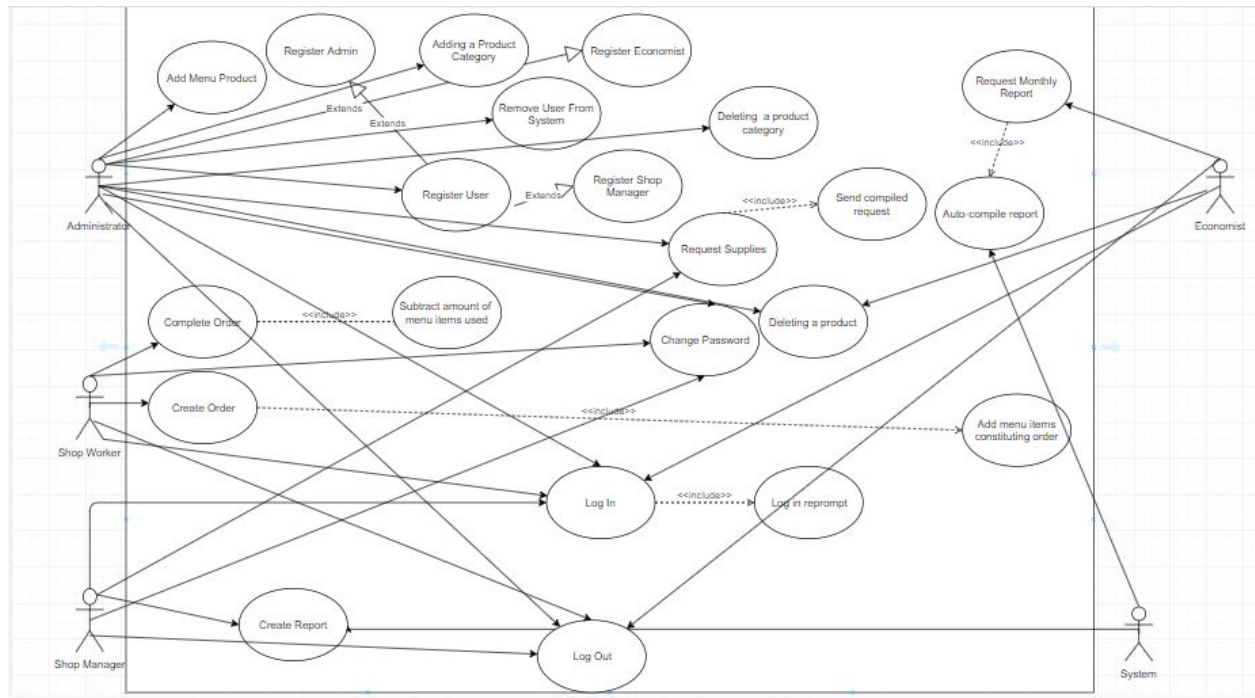 Register Admin
Adding a Product
Category
Register Economist
Add Menu Product
Request Monthly
Report
Extends
Remove User From
System
Deleting a product
category
Extends
<<include>>
Register User
Extends
Register Shop
Manager
Send compiled
request
<<include>>
Auto-compile report
Administrator
Economist
Request Supplies
Subtract amount of
menu items used
<<include>>
Complete Order
Change Password
Deleting a product
Create Order
<<include>>
Add menu items
constituting order
Shop Worker
Log In
<<include>>
Log in reprompt
Create Report
Log Out
Shop Manager
System